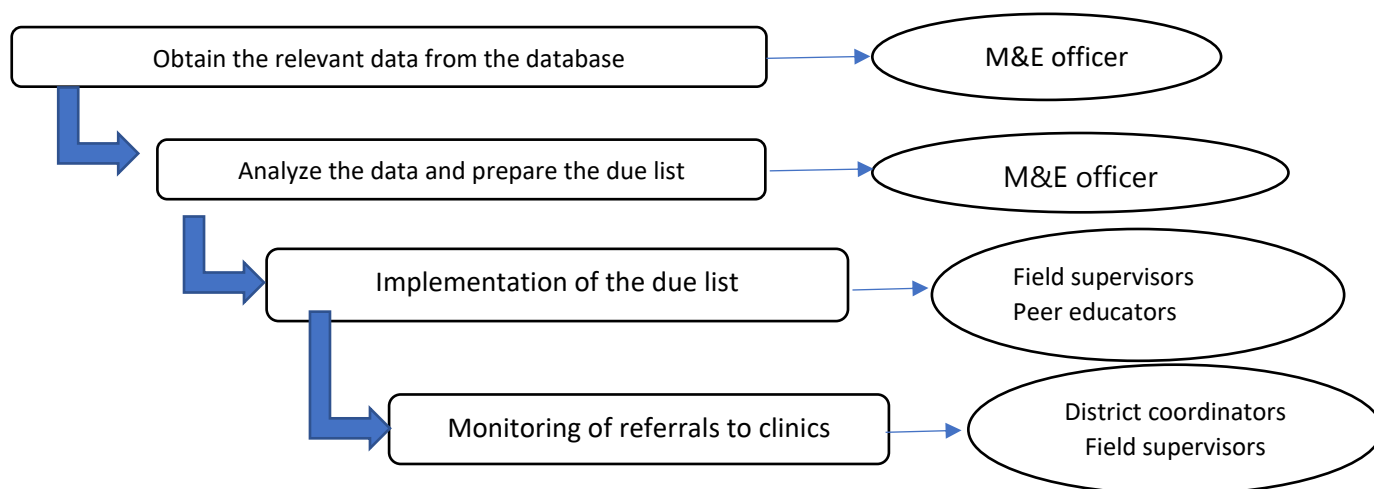 Obtain the relevant data from the database
M&E officer
Analyze the data and prepare the due list
M&E officer
Implementation of the due list
Field supervisors
Peer educators
Monitoring of referrals to clinics
District coordinators
Field supervisors